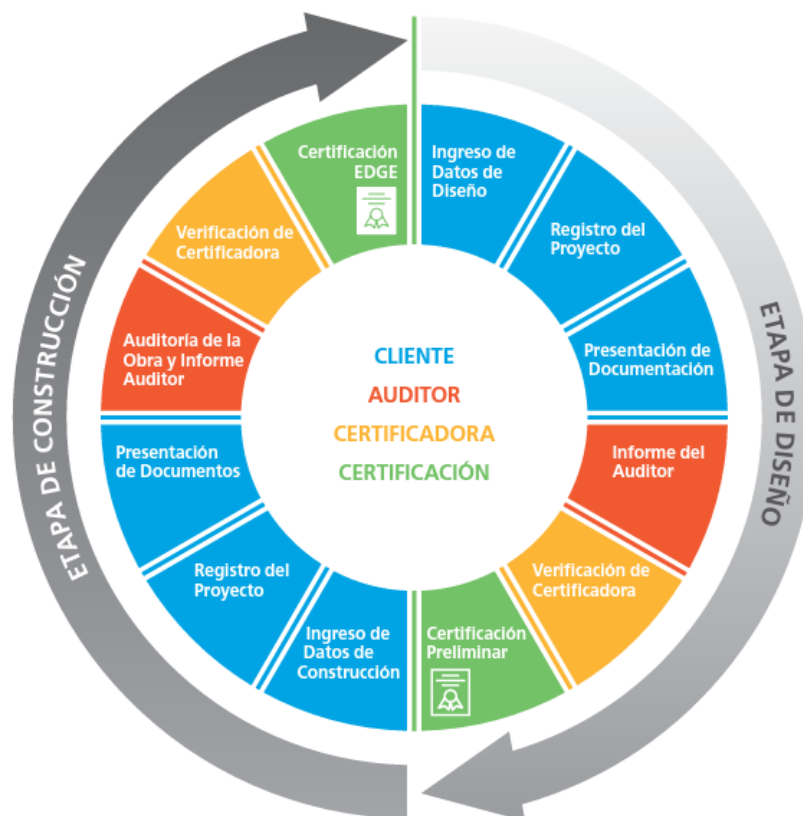 Ingreso de
Datos de
Diseño
Registro del
Proyecto
Presentación de
Documentación
Informe del
Auditor
Verificación de
Certificadora
Certificación
Preliminar
ETAPA DE DISEÑO
Ingreso de
Datos de
Construcción
Registro del
Proyecto
Presentación
de Documentos
Auditoría de la
Obra y Informe
Auditor
Verificación de
Certificadora
Certificación
EDGE
ETAPA DE CONSTRUCCIÓN
CLIENTE
AUDITOR
CERTIFICADORA
CERTIFICACIÓN